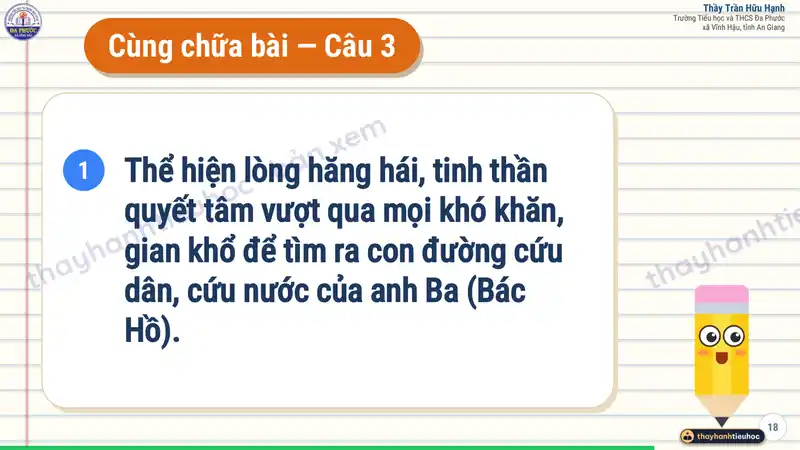 Thầy Trần Hữu Hạnh
Trường Tiểu học và THCS Đa Phước
xã Vĩnh Hậu, tỉnh An Giang
ĐA PHƯỚC
Cùng chữa bài – Câu 3
1
Thể hiện lòng hăng hái, tinh thần
quyết tâm vượt qua mọi khó khăn,
gian khổ để tìm ra con đường cứu
dân, cứu nước của anh Ba (Bác
Hồ).
18
thayhanhtieuhoc